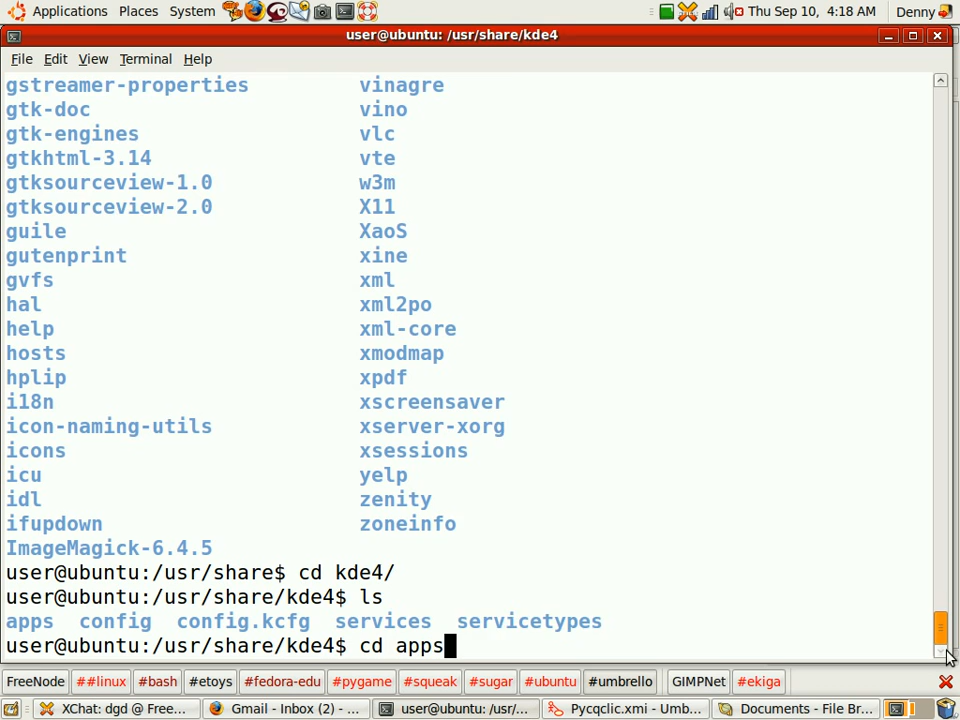 Applications Places System Thu Sep 10, 4:18 AM Denny
user@ubuntu: /usr/share/kde4
File Edit View Terminal Help
gstreamer-properties vinagre
gtk-doc vino
gtk-engines vlc
gtkhtml-3.14 vte
gtksourceview-1.0 w3m
gtksourceview-2.0 X11
guile XaoS
gutenprint xine
gvfs xml
hal xml2po
help xml-core
hosts xmodmap
hplip xpdf
i18n xscreensaver
icon-naming-utils xserver-xorg
icons xsessions
icu yelp
idl zenity
ifupdown zoneinfo
ImageMagick-6.4.5
user@ubuntu:/usr/share$ cd kde4/
user@ubuntu:/usr/share/kde4$ ls
apps config config.kcfg services servicetypes
user@ubuntu:/usr/share/kde4$ cd apps
FreeNode ##linux #bash #etoys #fedora-edu #pygame #squeak #sugar #ubuntu #umbrello GIMPNet #ekiga
XChat: dgd @ Free... Gmail - Inbox (2) - ... user@ubuntu: /usr/... Pycqclic.xmi - Umb... Documents - File Br...